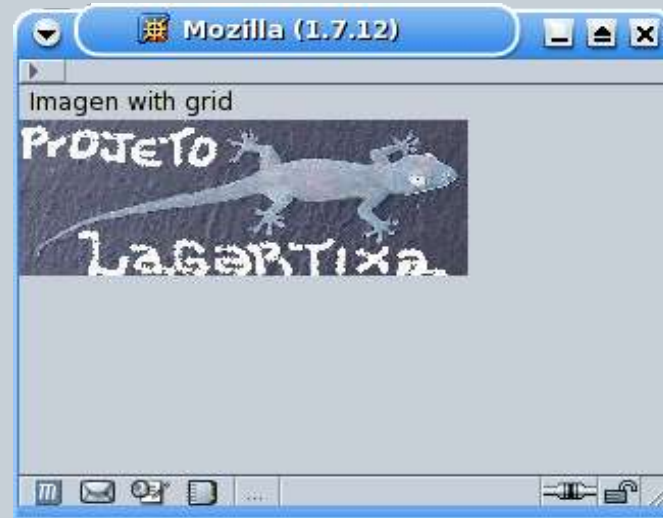 Mozilla (1.7.12)
Imagen with grid
PrOJETO
LaGaRTIxa
...